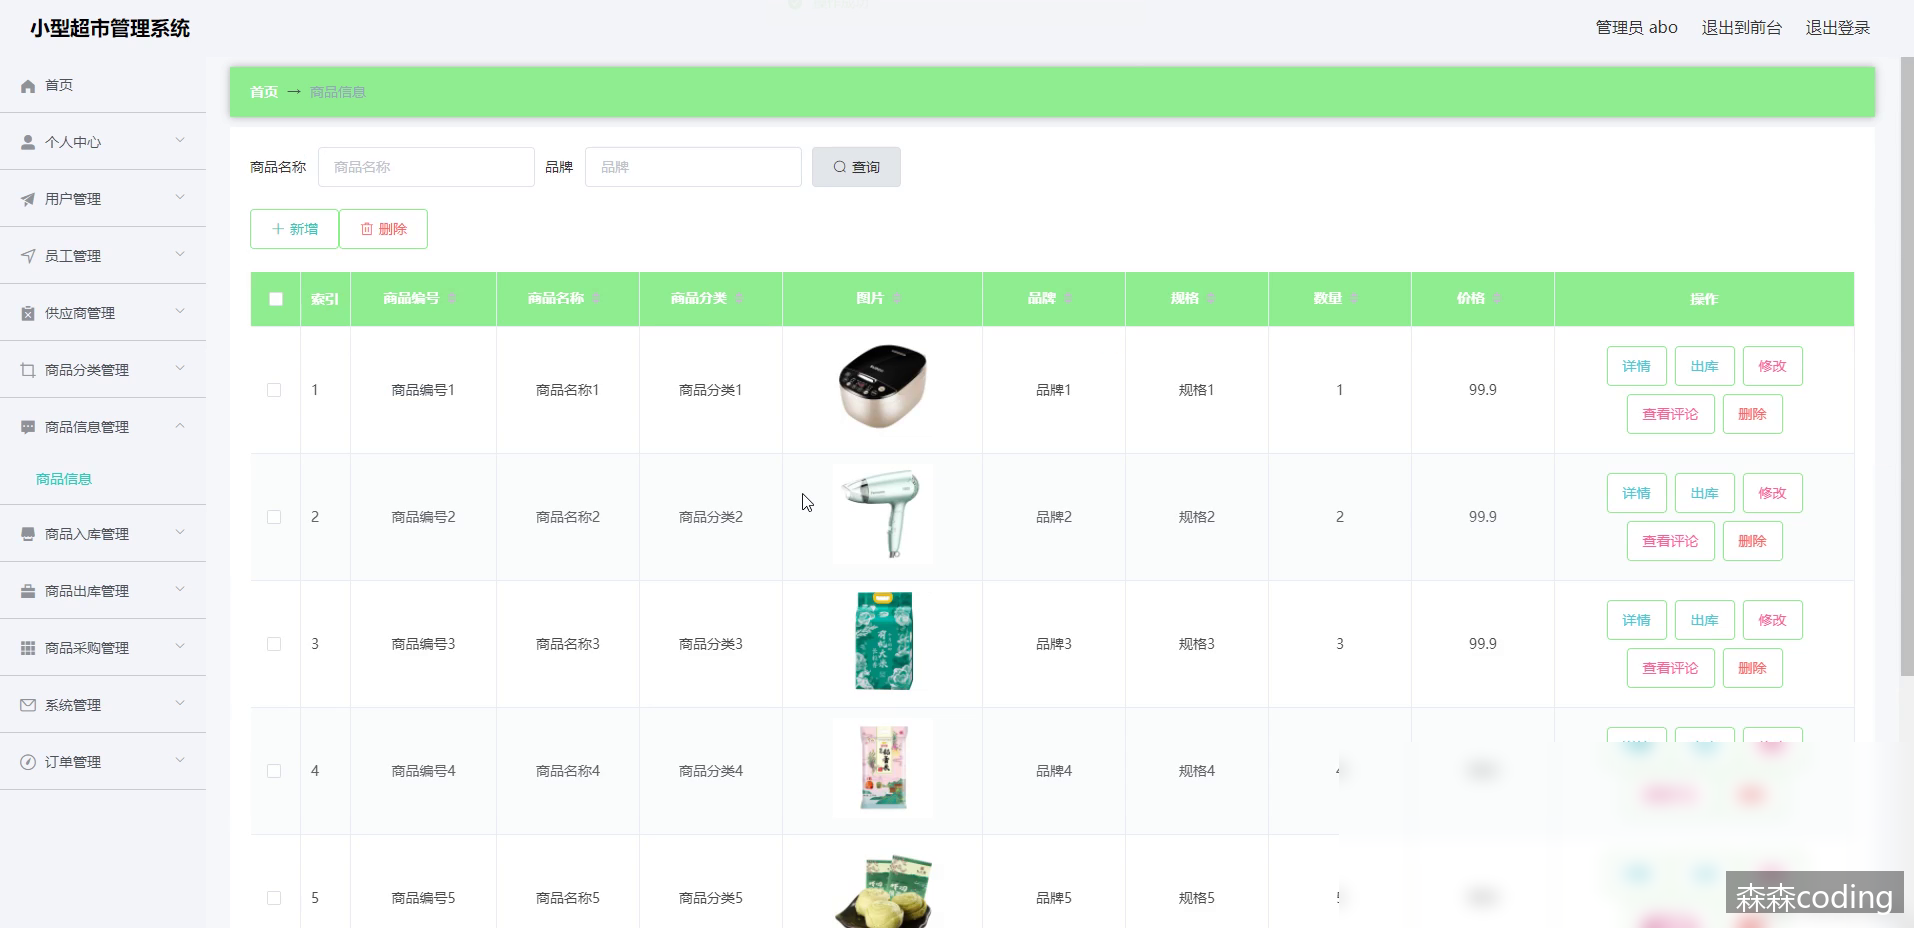 小型超市管理系统
管理员 abo 退出到前台 退出登录
首页
个人中心
用户管理
员工管理
供应商管理
商品分类管理
商品信息管理
商品信息
商品入库管理
商品出库管理
商品采购管理
系统管理
订单管理
首页 → 商品信息
商品名称 商品名称 品牌 品牌 查询
新增 删除
索引 商品编号 商品名称 商品分类 图片 品牌 规格 数量 价格 操作
1 商品编号1 商品名称1 商品分类1 品牌1 规格1 1 99.9 详情 出库 修改
查看评论 删除
2 商品编号2 商品名称2 商品分类2 品牌2 规格2 2 99.9 详情 出库 修改
查看评论 删除
3 商品编号3 商品名称3 商品分类3 品牌3 规格3 3 99.9 详情 出库 修改
查看评论 删除
4 商品编号4 商品名称4 商品分类4 品牌4 规格4
5 商品编号5 商品名称5 商品分类5 品牌5 规格5
森森coding